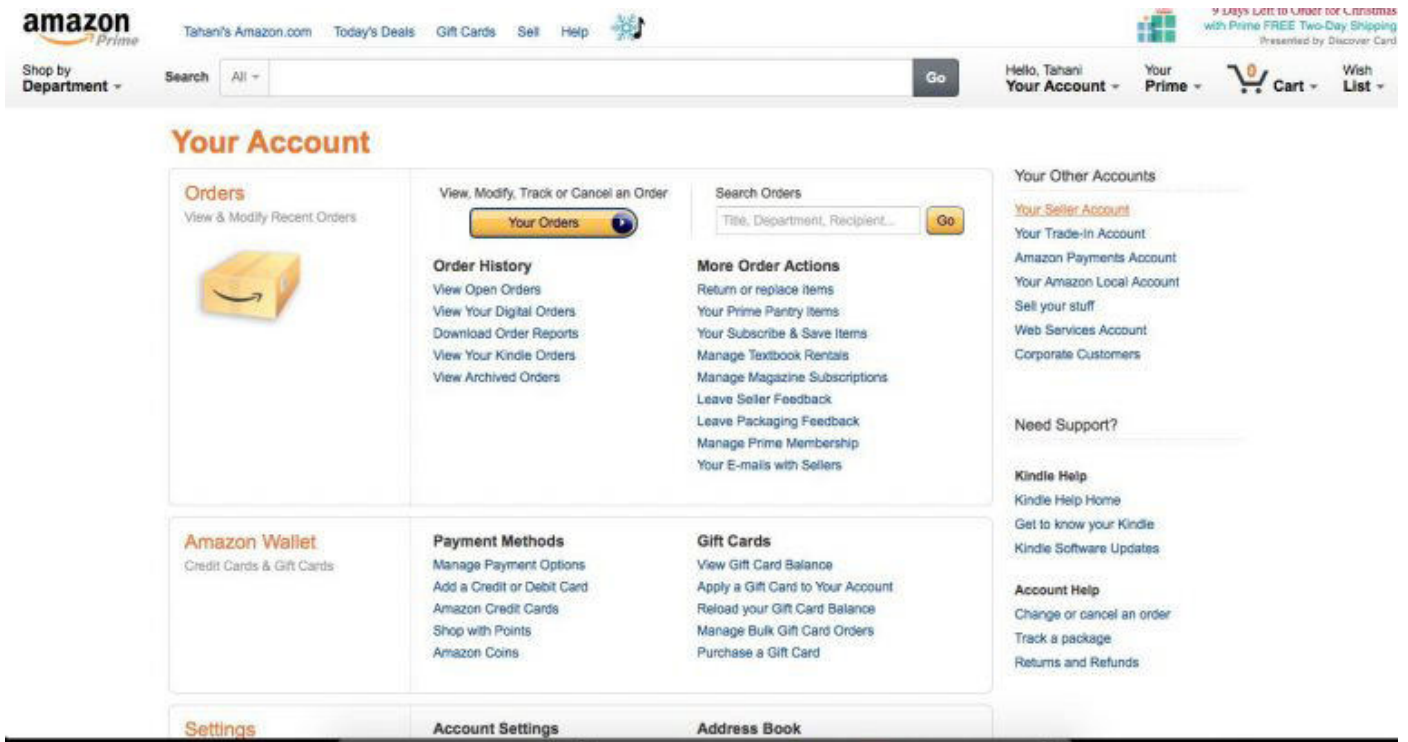 amazon
Prime
Tahani's Amazon.com Today's Deals Gift Cards Sell Help
9 Days Left to Order for Christmas
with Prime FREE Two-Day Shipping
Presented by Discover Card
Shop by
Department
Search All Go
Hello, Tahani
Your Account
Your
Prime
0
Cart
Wish
List
Your Account
Orders
View & Modify Recent Orders
View, Modify, Track or Cancel an Order
Your Orders
Search Orders
Title, Department, Recipient... Go
Order History
View Open Orders
View Your Digital Orders
Download Order Reports
View Your Kindle Orders
View Archived Orders
More Order Actions
Return or replace items
Your Prime Pantry Items
Your Subscribe & Save Items
Manage Textbook Rentals
Manage Magazine Subscriptions
Leave Seller Feedback
Leave Packaging Feedback
Manage Prime Membership
Your E-mails with Sellers
Amazon Wallet
Credit Cards & Gift Cards
Payment Methods
Manage Payment Options
Add a Credit or Debit Card
Amazon Credit Cards
Shop with Points
Amazon Coins
Gift Cards
View Gift Card Balance
Apply a Gift Card to Your Account
Reload your Gift Card Balance
Manage Bulk Gift Card Orders
Purchase a Gift Card
Settings
Account Settings
Address Book
Your Other Accounts
Your Seller Account
Your Trade-In Account
Amazon Payments Account
Your Amazon Local Account
Sell your stuff
Web Services Account
Corporate Customers
Need Support?
Kindle Help
Kindle Help Home
Get to know your Kindle
Kindle Software Updates
Account Help
Change or cancel an order
Track a package
Returns and Refunds